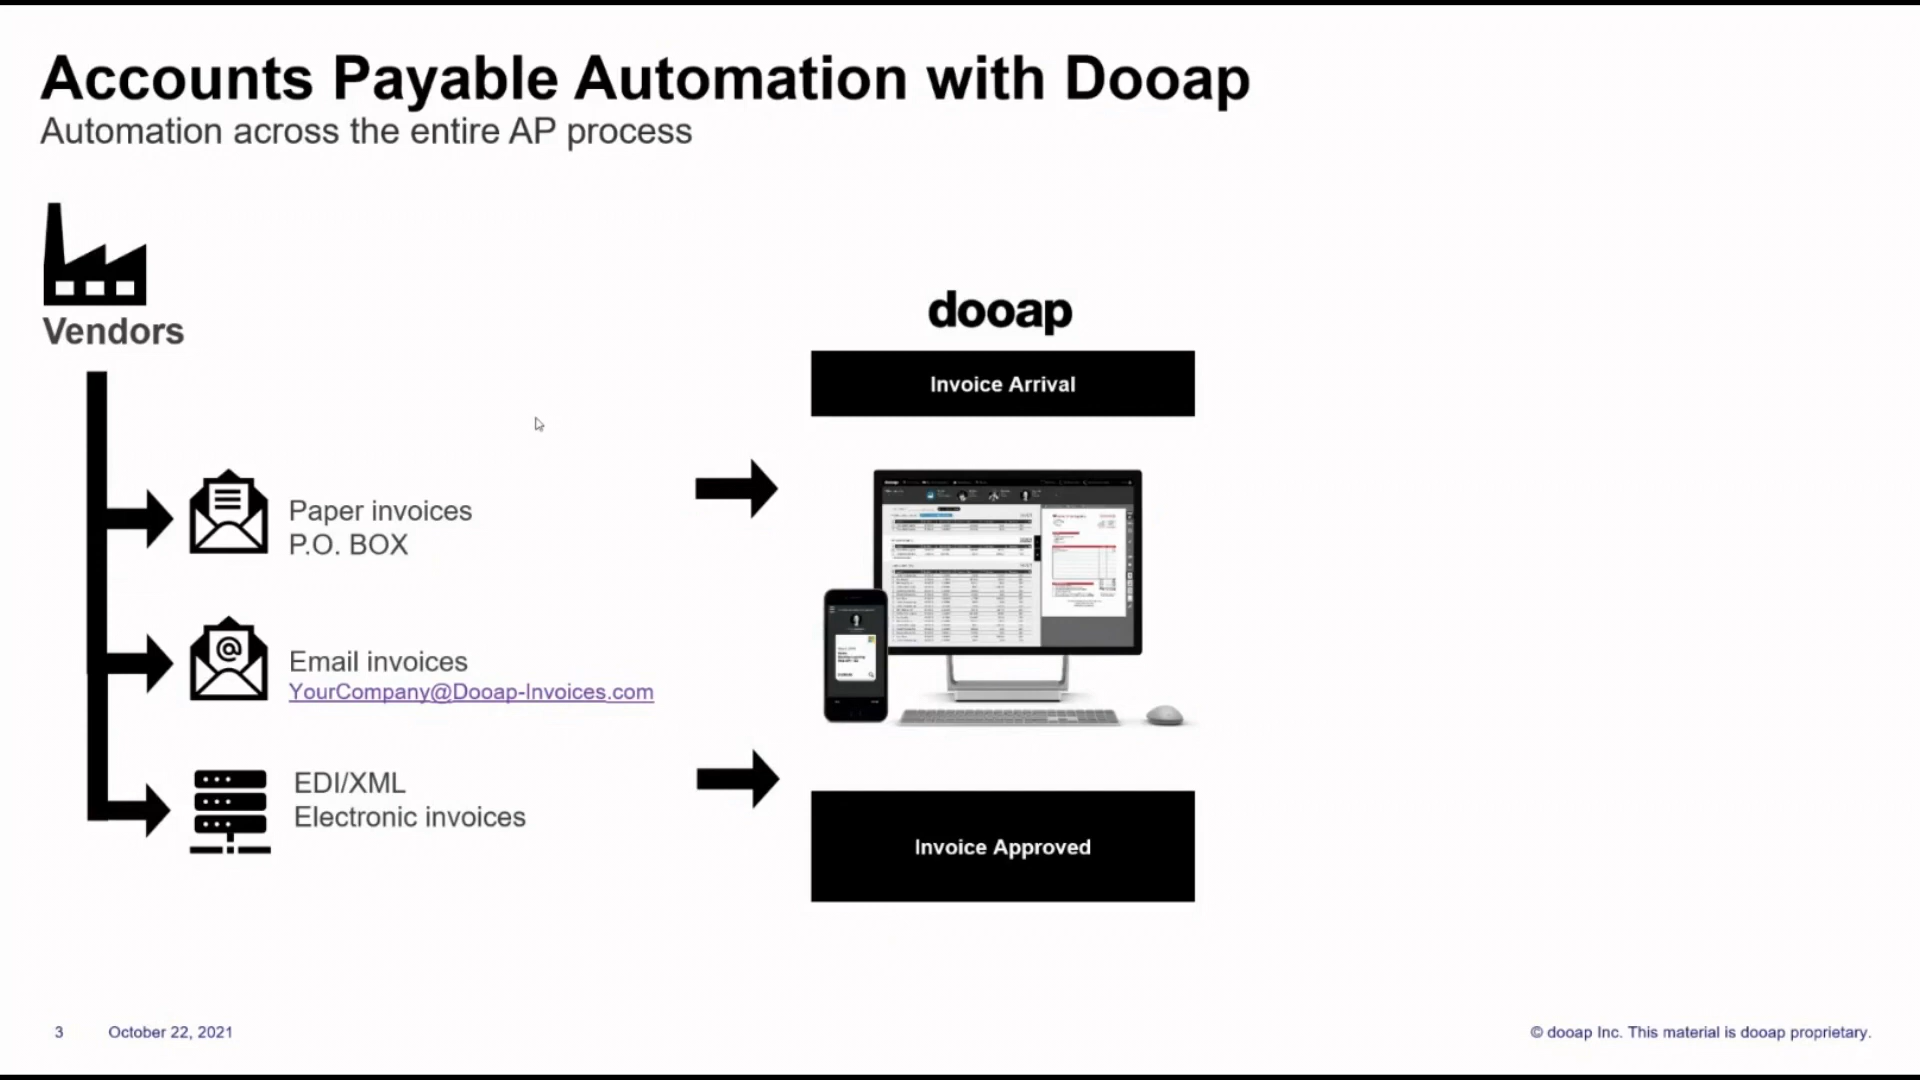 Accounts Payable Automation with Dooap
Automation across the entire AP process
Vendors
dooap
Invoice Arrival
Paper invoices
P.O. BOX
Email invoices
YourCompany@Dooap-Invoices.com
EDI/XML
Electronic invoices
Invoice Approved
3
October 22, 2021
© dooap Inc. This material is dooap proprietary.